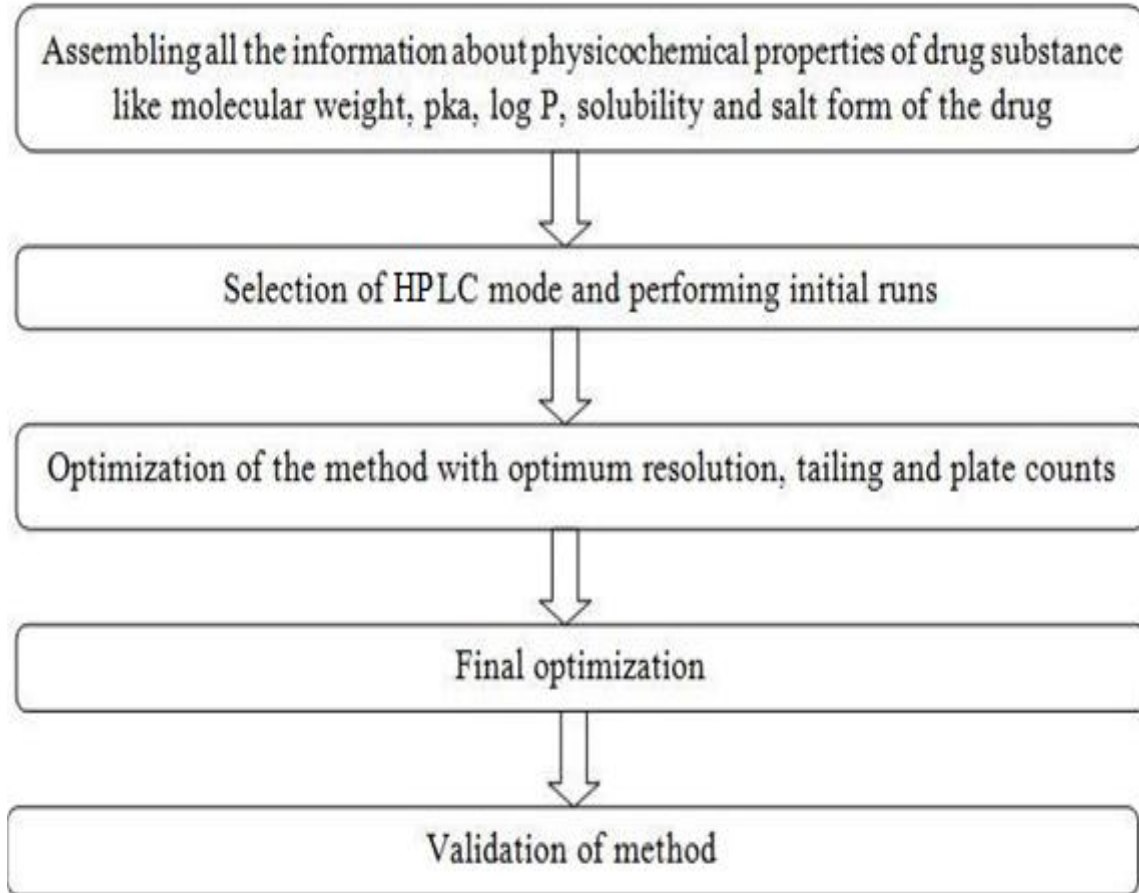 Assembling all the information about physicochemical properties of drug substance
like molecular weight, pka, log P, solubility and salt form of the drug
Selection of HPLC mode and performing initial runs
Optimization of the method with optimum resolution, tailing and plate counts
Final optimization
Validation of method